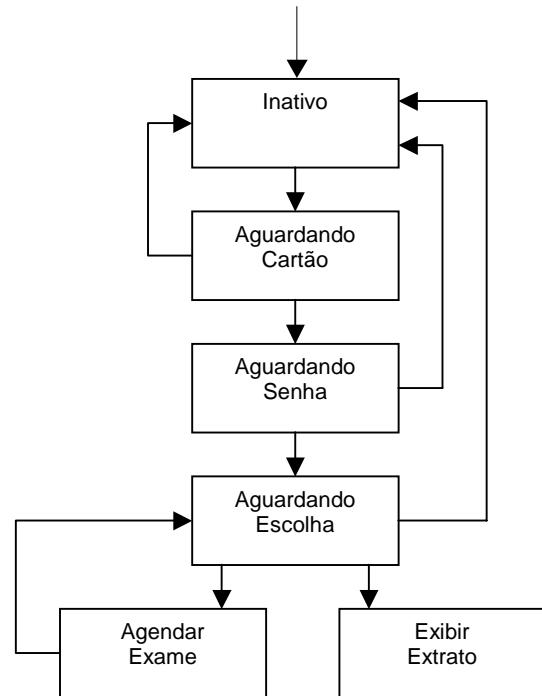 Inativo
Aguardando
Cartão
Aguardando
Senha
Aguardando
Escolha
Agendar
Exame
Exibir
Extrato